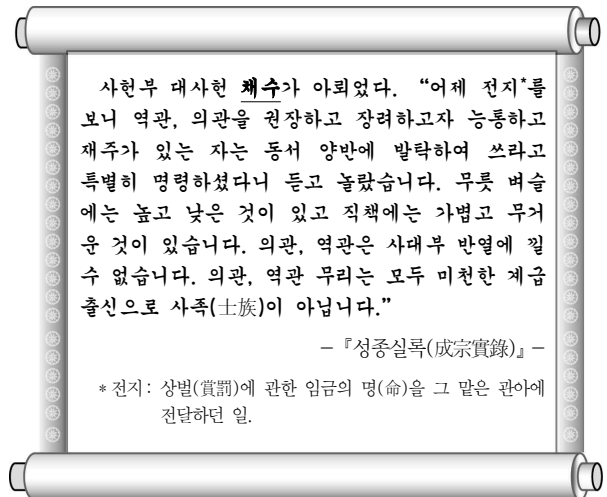 사헌부 대사헌 채수가 아뢰었다. “어제 전지*를
보니 역관, 의관을 권장하고 장려하고자 능통하고
재주가 있는 자는 동서 양반에 발탁하여 쓰라고
특별히 명령하셨다니 듣고 놀랐습니다. 무릇 벼슬
에는 높고 낮은 것이 있고 직책에는 가볍고 무거
운 것이 있습니다. 의관, 역관은 사대부 반열에 낄
수 없습니다. 의관, 역관 무리는 모두 미천한 계급
출신으로 사족(士族)이 아닙니다.”
－『성종실록(成宗實錄)』－
* 전지 : 상벌(賞罰)에 관한 임금의 명(命)을 그 맡은 관아에
전달하던 일.